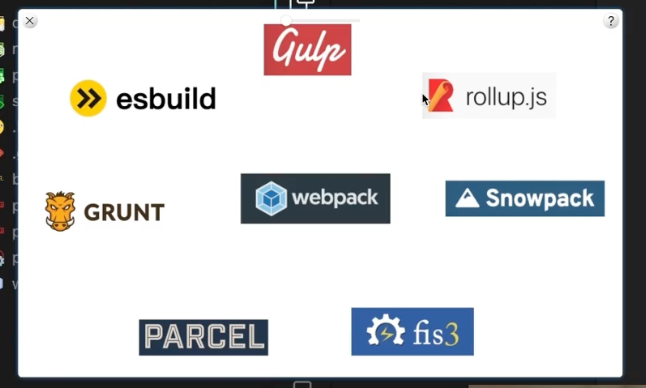 Gulp
esbuild
rollup.js
GRUNT
webpack
Snowpack
PARCEL
fis3